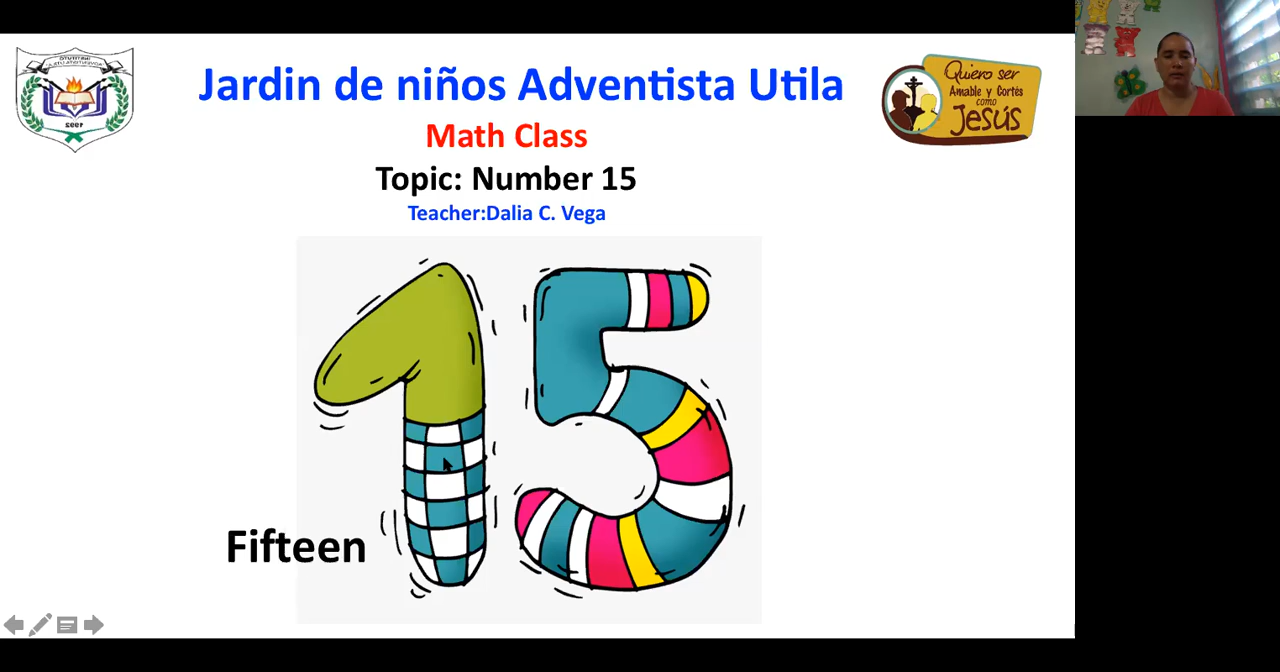 Jardin de niños Adventista Utila
Math Class
Topic: Number 15
Teacher:Dalia C. Vega
Quiero ser
Amable y Cortés
como
Jesús
15
Fifteen